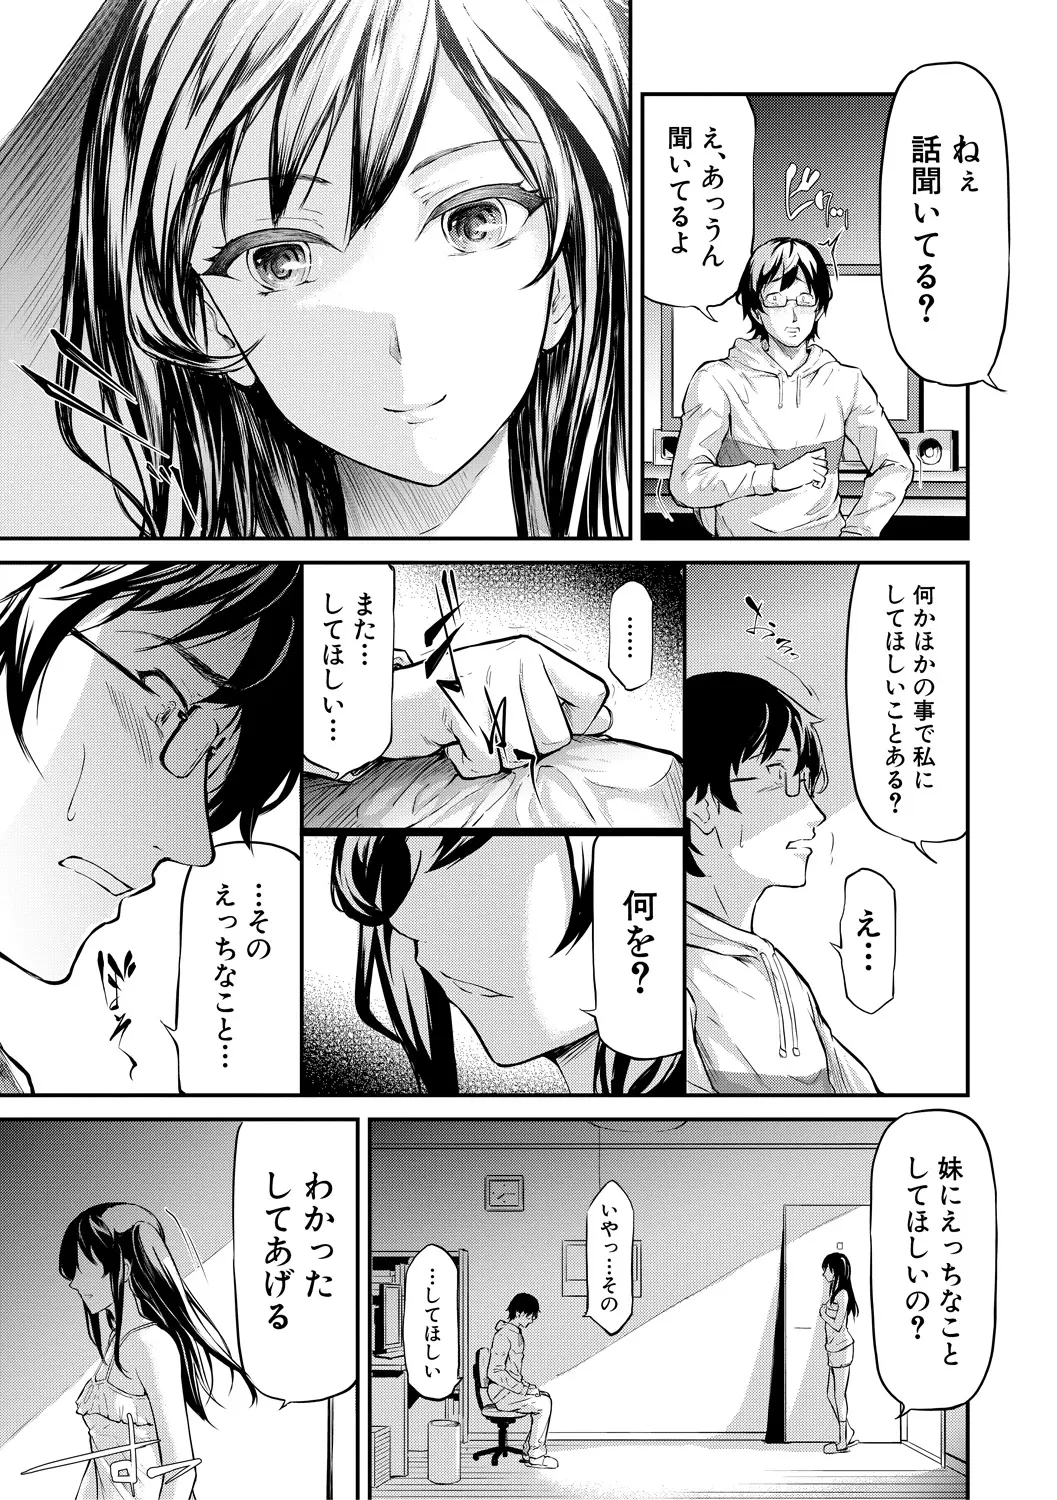 ねぇ
話聞いてる？
え、あっうん
聞いてるよ
何かほかの事で私に
してほしいことある？
え…
……
また…
してほしい…
何を？
…その
えっちなこと…
ぼそ
妹にえっちなこと
してほしいの？
いやっ…その
…してほしい
わかった
してあげる